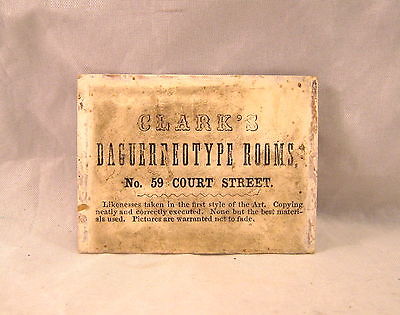 CLARK'S
DAGUERREOTYPE ROOMS,
No. 59 COURT STREET.
Likenesses taken in the first style of the Art. Copying
neatly and correctly executed. None but the best materi-
als used. Pictures are warranted not to fade.